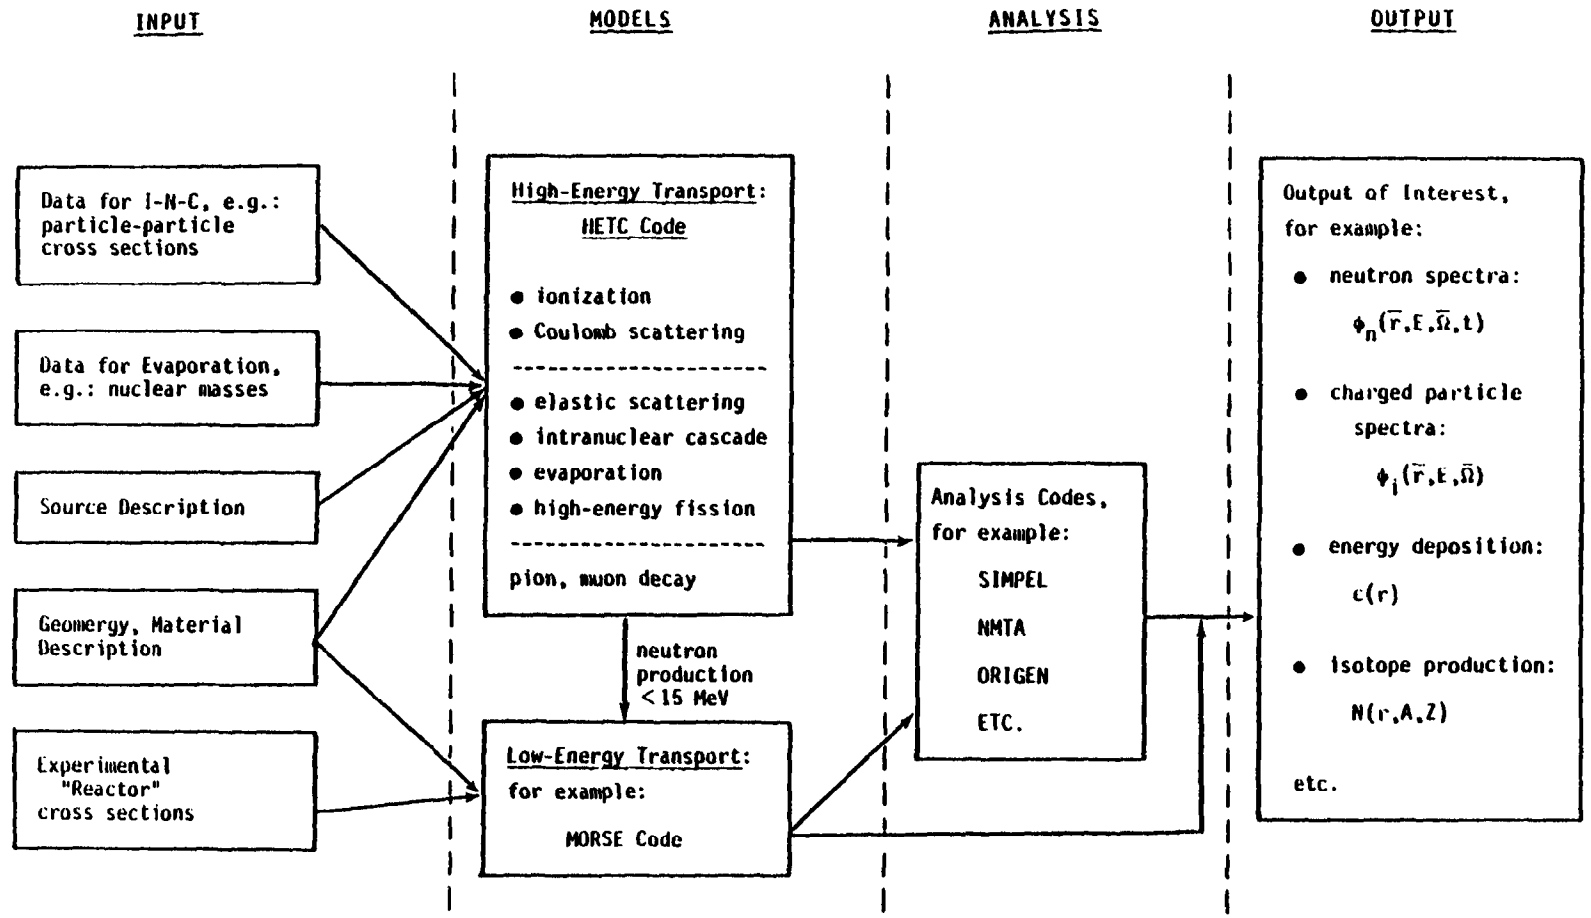 INPUT
MODELS
ANALYSIS
OUTPUT
Data for I-N-C, e.g.:
particle-particle
cross sections
Data for Evaporation,
e.g.: nuclear masses
Source Description
Geomergy, Material
Description
Experimental
"Reactor"
cross sections
High-Energy Transport:
HETC Code
● ionization
● Coulomb scattering
● elastic scattering
● intranuclear cascade
● evaporation
● high-energy fission
pion, muon decay
neutron
production
<15 MeV
Low-Energy Transport:
for example:
MORSE Code
Analysis Codes,
for example:
SIMPEL
NMTA
ORIGEN
ETC.
Output of Interest,
for example:
● neutron spectra:
ϕn(r̄,E,Ω̄,t)
● charged particle
spectra:
ϕi(r̄,E,Ω̄)
● energy deposition:
ε(r)
● isotope production:
N(r,A,Z)
etc.